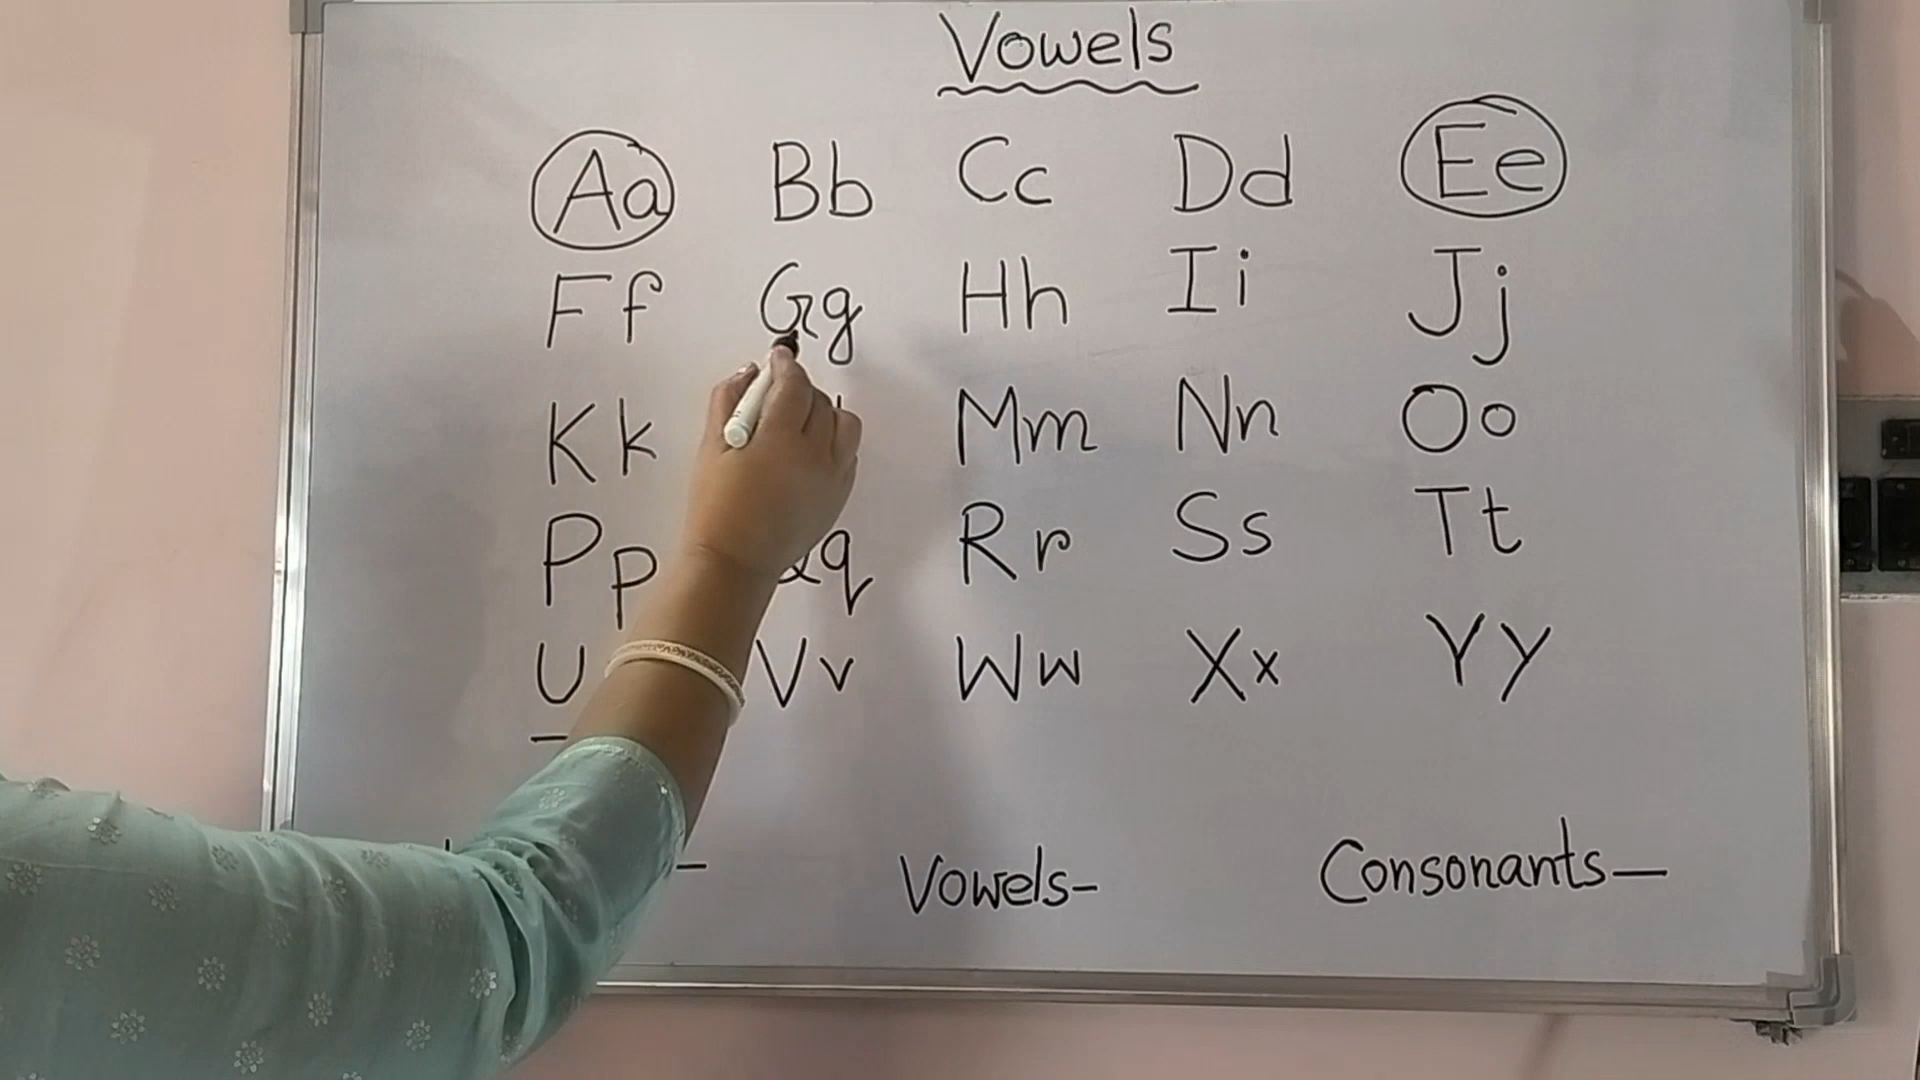 Vowels
Aa Bb Cc Dd Ee
Ff Gg Hh Ii Jj
Kk Mm Nn Oo
Pp Qq Rr Ss Tt
U Vv Ww Xx Yy
Vowels-
Consonants—